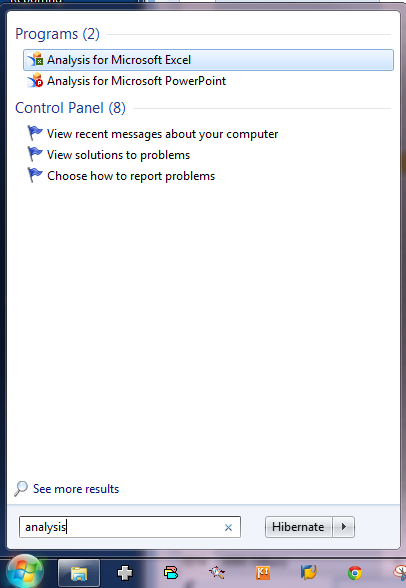 Programs (2)
Analysis for Microsoft Excel
Analysis for Microsoft PowerPoint
Control Panel (8)
View recent messages about your computer
View solutions to problems
Choose how to report problems
See more results
analysis
Hibernate
KI